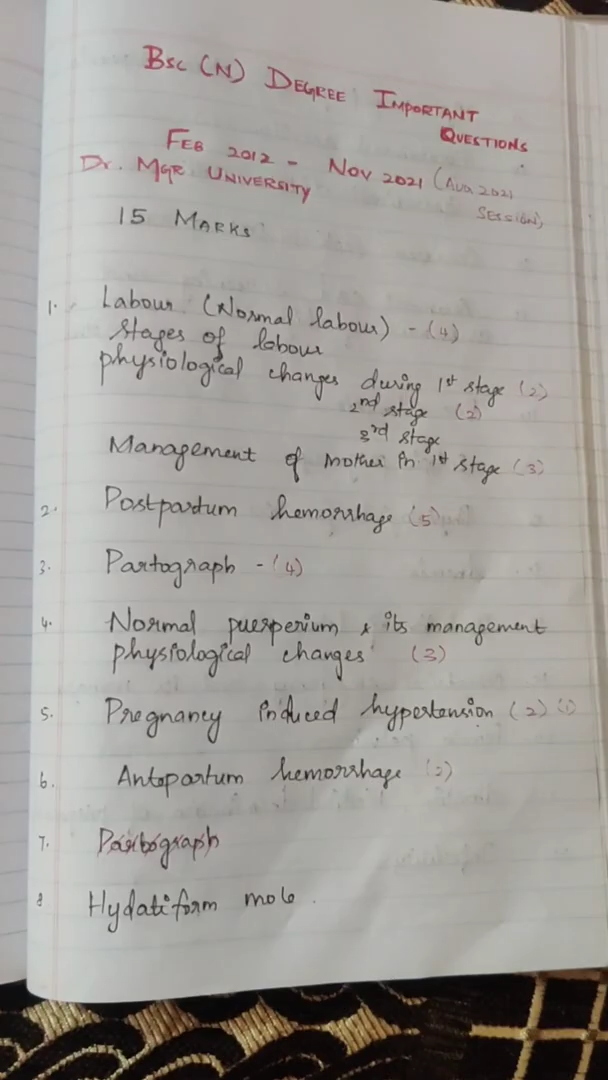 BSC (N) DEGREE IMPORTANT
QUESTIONS
FEB 2012 - NOV 2021 (AUG 2021
SESSION)
Dr. MGR UNIVERSITY
15 MARKS
1. Labour (Normal labour) - (4)
Stages of labour
physiological changes during 1st stage (2)
2nd stage (2)
3rd stage
Management of mother in 1st stage (3)
2. Postpartum hemorrhage (5)
3. Partograph - (4)
4. Normal puerperium & its management
physiological changes (3)
5. Pregnancy induced hypertension (2) (1)
6. Antepartum hemorrhage (2)
7. Partograph
8 Hydatiform mole.